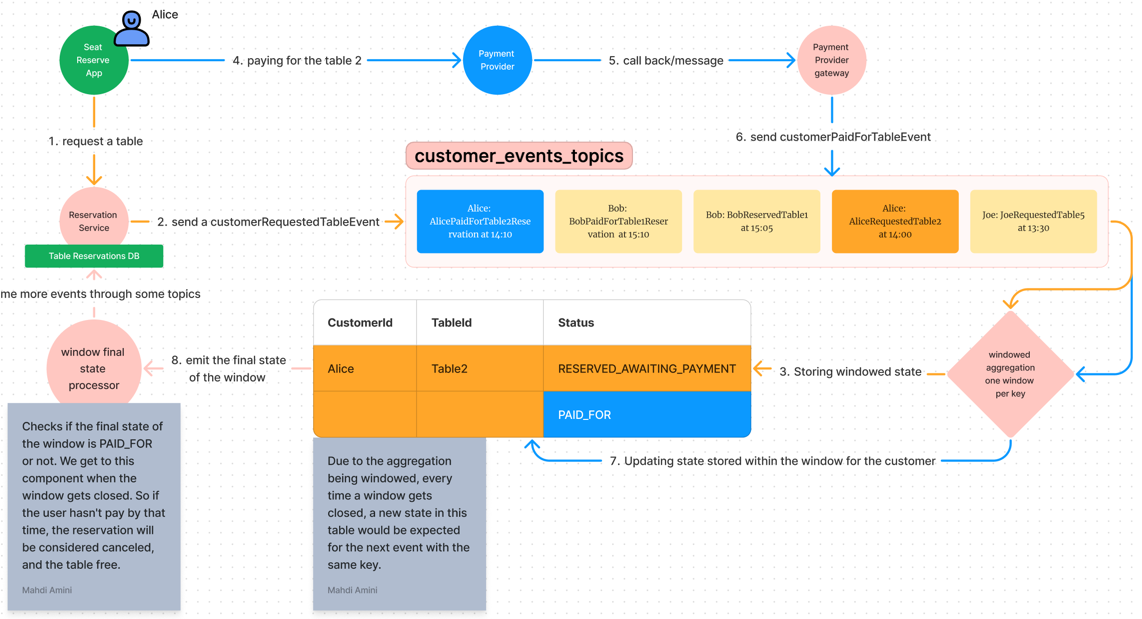 Alice
Seat
Reserve
App
4. paying for the table 2
Payment
Provider
5. call back/message
Payment
Provider
gateway
1. request a table
6. send customerPaidForTableEvent
customer_events_topics
Reservation
Service
2. send a customerRequestedTableEvent
Alice:
AlicePaidForTable2Rese
rvation at 14:10
Bob:
BobPaidForTable1Reser
vation at 15:10
Bob: BobReservedTable1
at 15:05
Alice:
AliceRequestedTable2
at 14:00
Joe: JoeRequestedTable5
at 13:30
Table Reservations DB
me more events through some topics
CustomerId TableId Status
Alice Table2 RESERVED_AWAITING_PAYMENT
PAID_FOR
3. Storing windowed state
windowed
aggregation
one window
per key
window final
state
processor
8. emit the final state
of the window
7. Updating state stored within the window for the customer
Checks if the final state of
the window is PAID_FOR
or not. We get to this
component when the
window gets closed. So if
the user hasn't pay by that
time, the reservation will
be considered canceled,
and the table free.
Mahdi Amini
Due to the aggregation
being windowed, every
time a window gets
closed, a new state in this
table would be expected
for the next event with the
same key.
Mahdi Amini